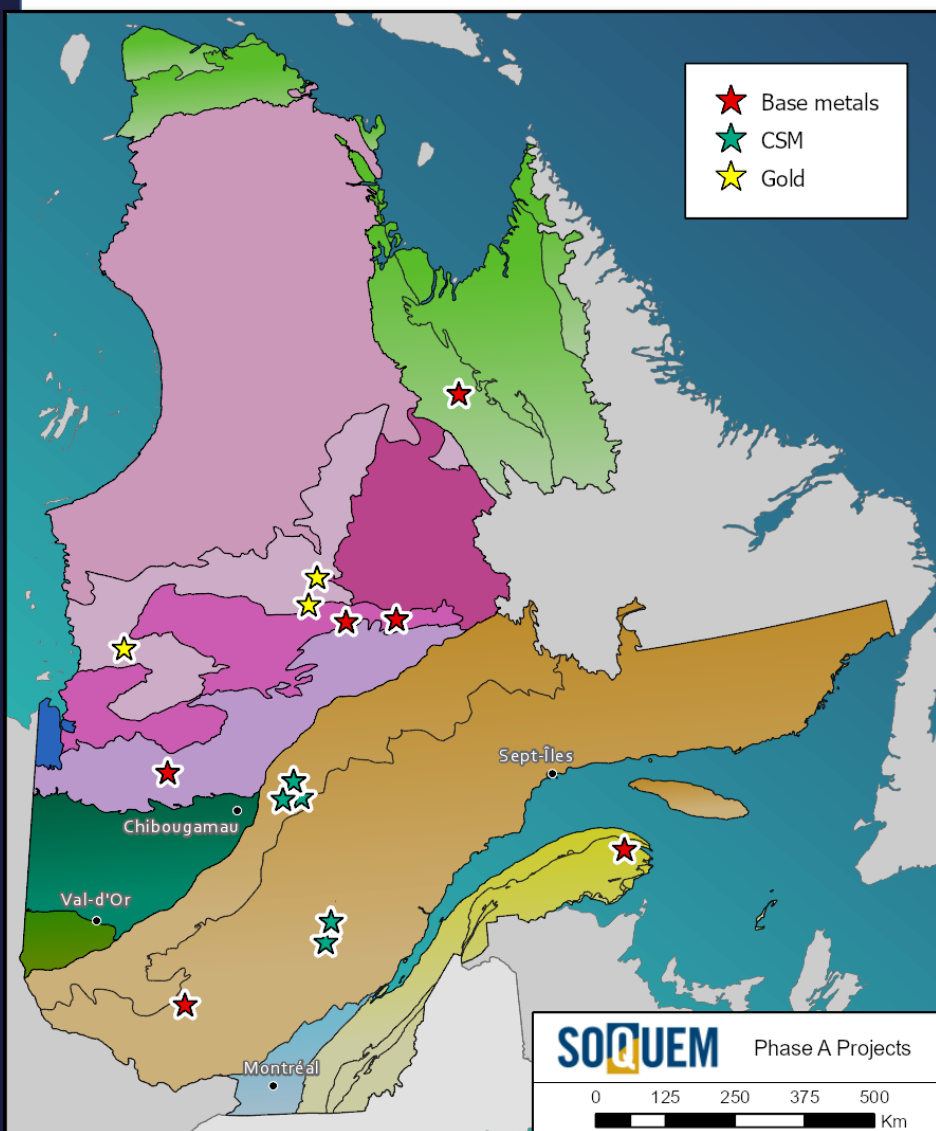 Base metals
CSM
Gold
Sept-Îles
Chibougamau
Val-d'Or
Montréal
SOQUEM Phase A Projects
0 125 250 375 500
Km